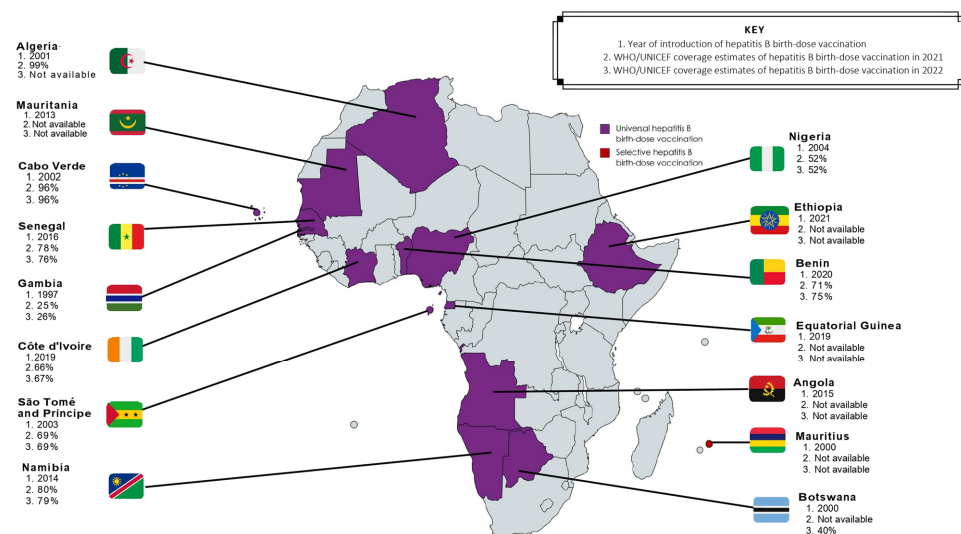 KEY
1. Year of introduction of hepatitis B birth-dose vaccination
2. WHO/UNICEF coverage estimates of hepatitis B birth-dose vaccination in 2021
3. WHO/UNICEF coverage estimates of hepatitis B birth-dose vaccination in 2022
Universal hepatitis B
birth-dose vaccination
Selective hepatitis B
birth-dose vaccination
Algeria
1. 2001
2. 99%
3. Not available
Mauritania
1. 2013
2. Not available
3. Not available
Cabo Verde
1. 2002
2. 96%
3. 96%
Senegal
1. 2016
2. 78%
3. 76%
Gambia
1. 1997
2. 25%
3. 26%
Côte d'Ivoire
1.2019
2.66%
3.67%
São Tomé
and Príncipe
1. 2003
2. 69%
3. 69%
Namibia
1. 2014
2. 80%
3. 79%
Nigeria
1. 2004
2. 52%
3. 52%
Ethiopia
1. 2021
2. Not available
3. Not available
Benin
1. 2020
2. 71%
3. 75%
Equatorial Guinea
1. 2019
2. Not available
3. Not available
Angola
1. 2015
2. Not available
3. Not available
Mauritius
1. 2000
2. Not available
3. Not available
Botswana
1. 2000
2. Not available
3. 40%